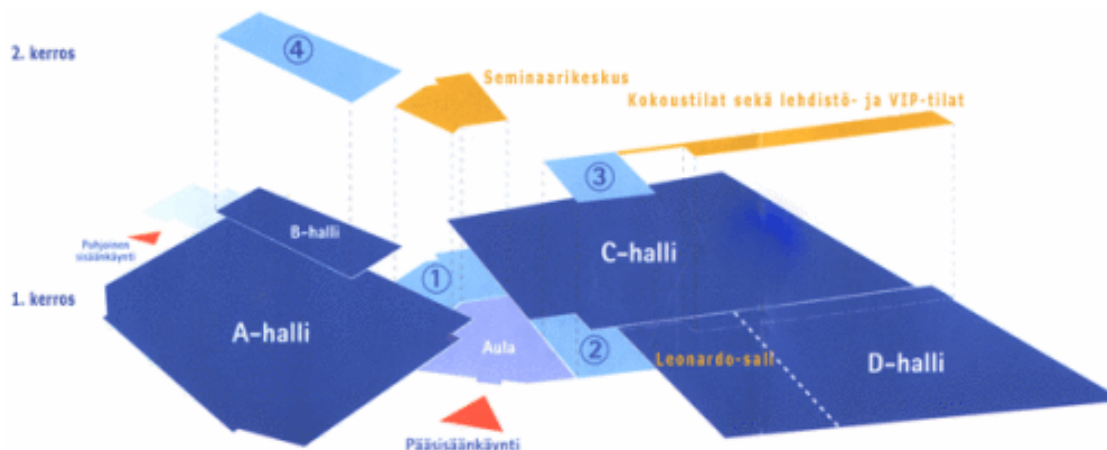 2. kerros
④
Seminaarikeskus
Kokoustilat sekä lehdistö- ja VIP-tilat
③
B-halli
Pohjoinen
sisäänkäynti
C-halli
①
1. kerros
A-halli
Aula
②
Leonardo-sali
D-halli
Pääsisäänkäynti